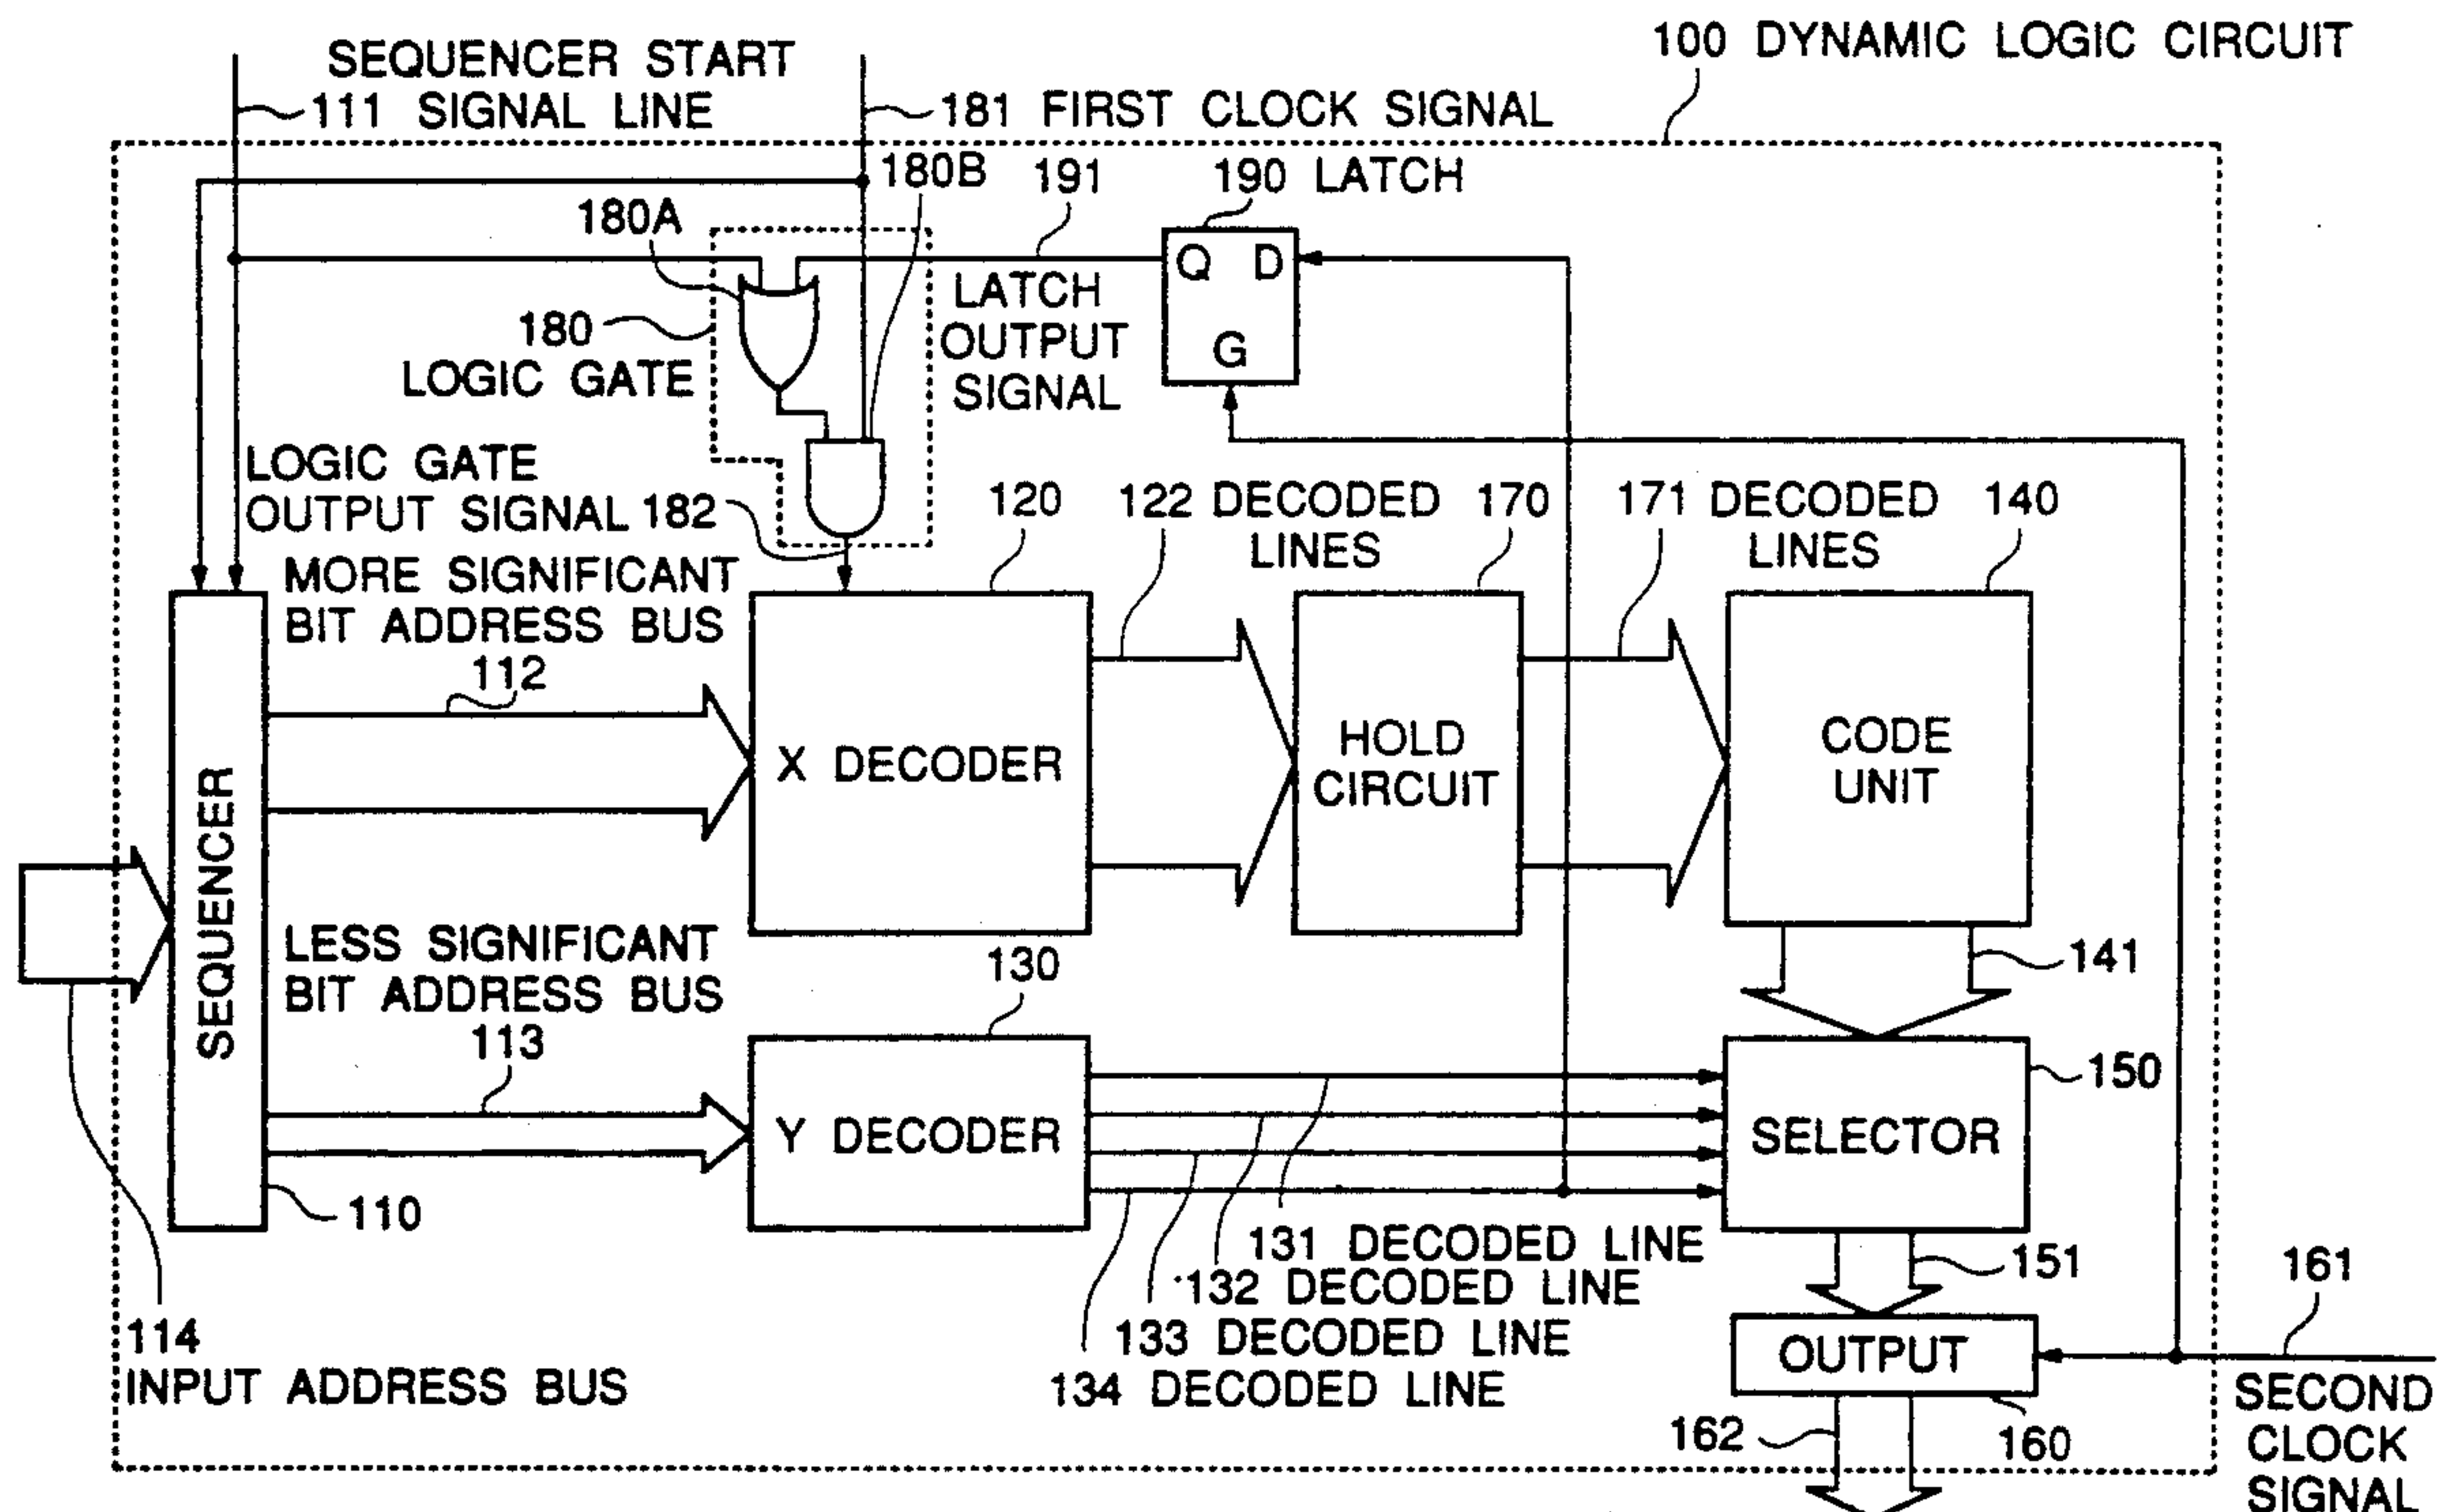 100 DYNAMIC LOGIC CIRCUIT
SEQUENCER START
111 SIGNAL LINE
181 FIRST CLOCK SIGNAL
180B
191
190 LATCH
180A
Q D
G
LATCH
OUTPUT
SIGNAL
180
LOGIC GATE
LOGIC GATE
OUTPUT SIGNAL 182
120
122 DECODED
LINES
170
171 DECODED
LINES
140
MORE SIGNIFICANT
BIT ADDRESS BUS
112
SEQUENCER
X DECODER
HOLD
CIRCUIT
CODE
UNIT
LESS SIGNIFICANT
BIT ADDRESS BUS
113
130
141
Y DECODER
SELECTOR
150
110
131 DECODED LINE
132 DECODED LINE
133 DECODED LINE
134 DECODED LINE
151
161
114
INPUT ADDRESS BUS
OUTPUT
162
160
SECOND
CLOCK
SIGNAL